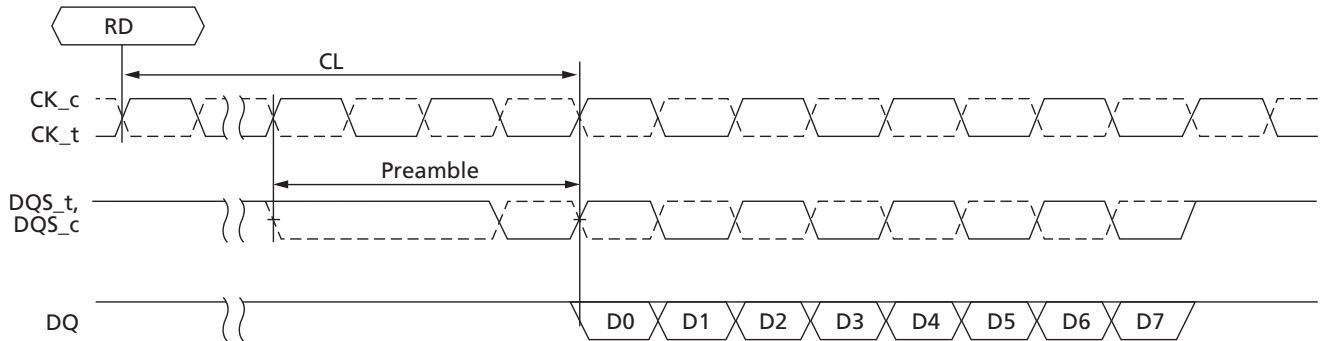 RD
CL
CK_c
CK_t
Preamble
DQS_t,
DQS_c
DQ
D0 D1 D2 D3 D4 D5 D6 D7